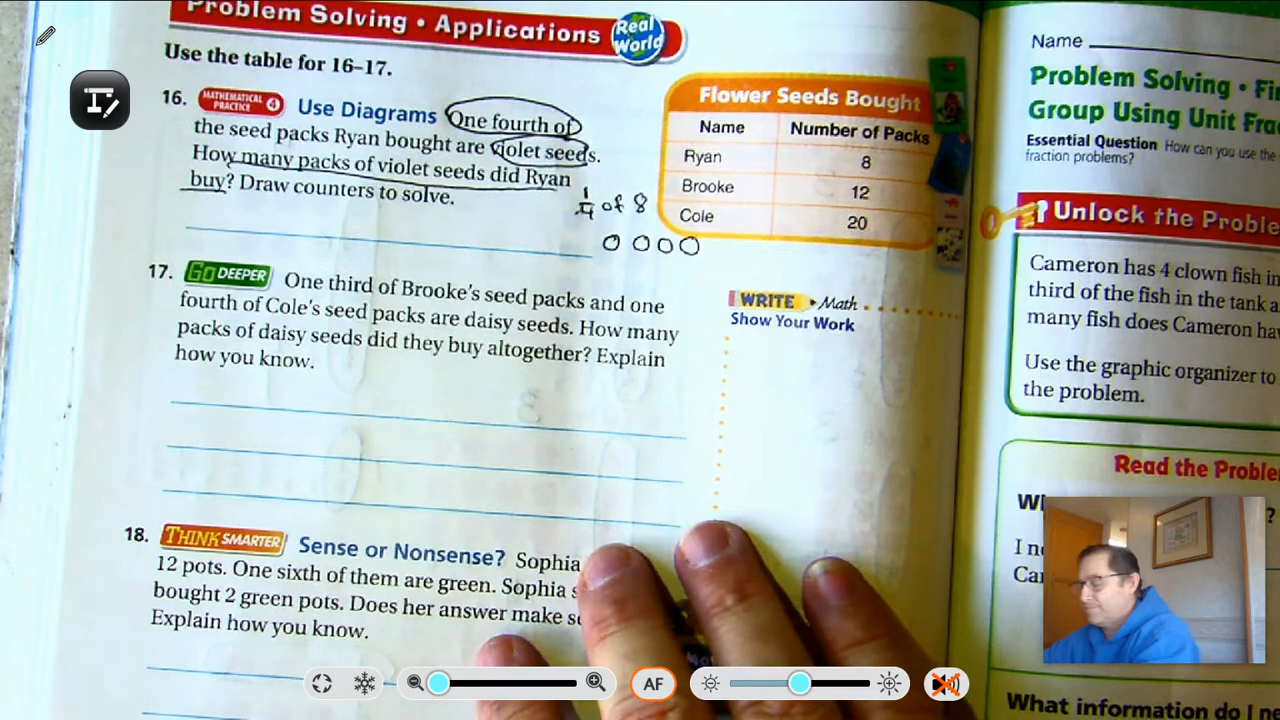 Problem Solving • Applications
Real World
Use the table for 16–17.
16. MATHEMATICAL PRACTICE 4 Use Diagrams One fourth of
the seed packs Ryan bought are violet seeds.
How many packs of violet seeds did Ryan
buy? Draw counters to solve.
1/4 of 8
Flower Seeds Bought
Name Number of Packs
Ryan 8
Brooke 12
Cole 20
17. GO DEEPER One third of Brooke's seed packs and one
fourth of Cole's seed packs are daisy seeds. How many
packs of daisy seeds did they buy altogether? Explain
how you know.
WRITE Math
Show Your Work
18. THINK SMARTER Sense or Nonsense? Sophia
12 pots. One sixth of them are green. Sophia s
bought 2 green pots. Does her answer make se
Explain how you know.
Name
Problem Solving • Fi
Group Using Unit Fra
Essential Question How can you use the
fraction problems?
Unlock the Proble
Cameron has 4 clown fish in
third of the fish in the tank a
many fish does Cameron ha
Use the graphic organizer to
the problem.
Read the Proble
W
?
I n
Ca
What information do I ne
AF